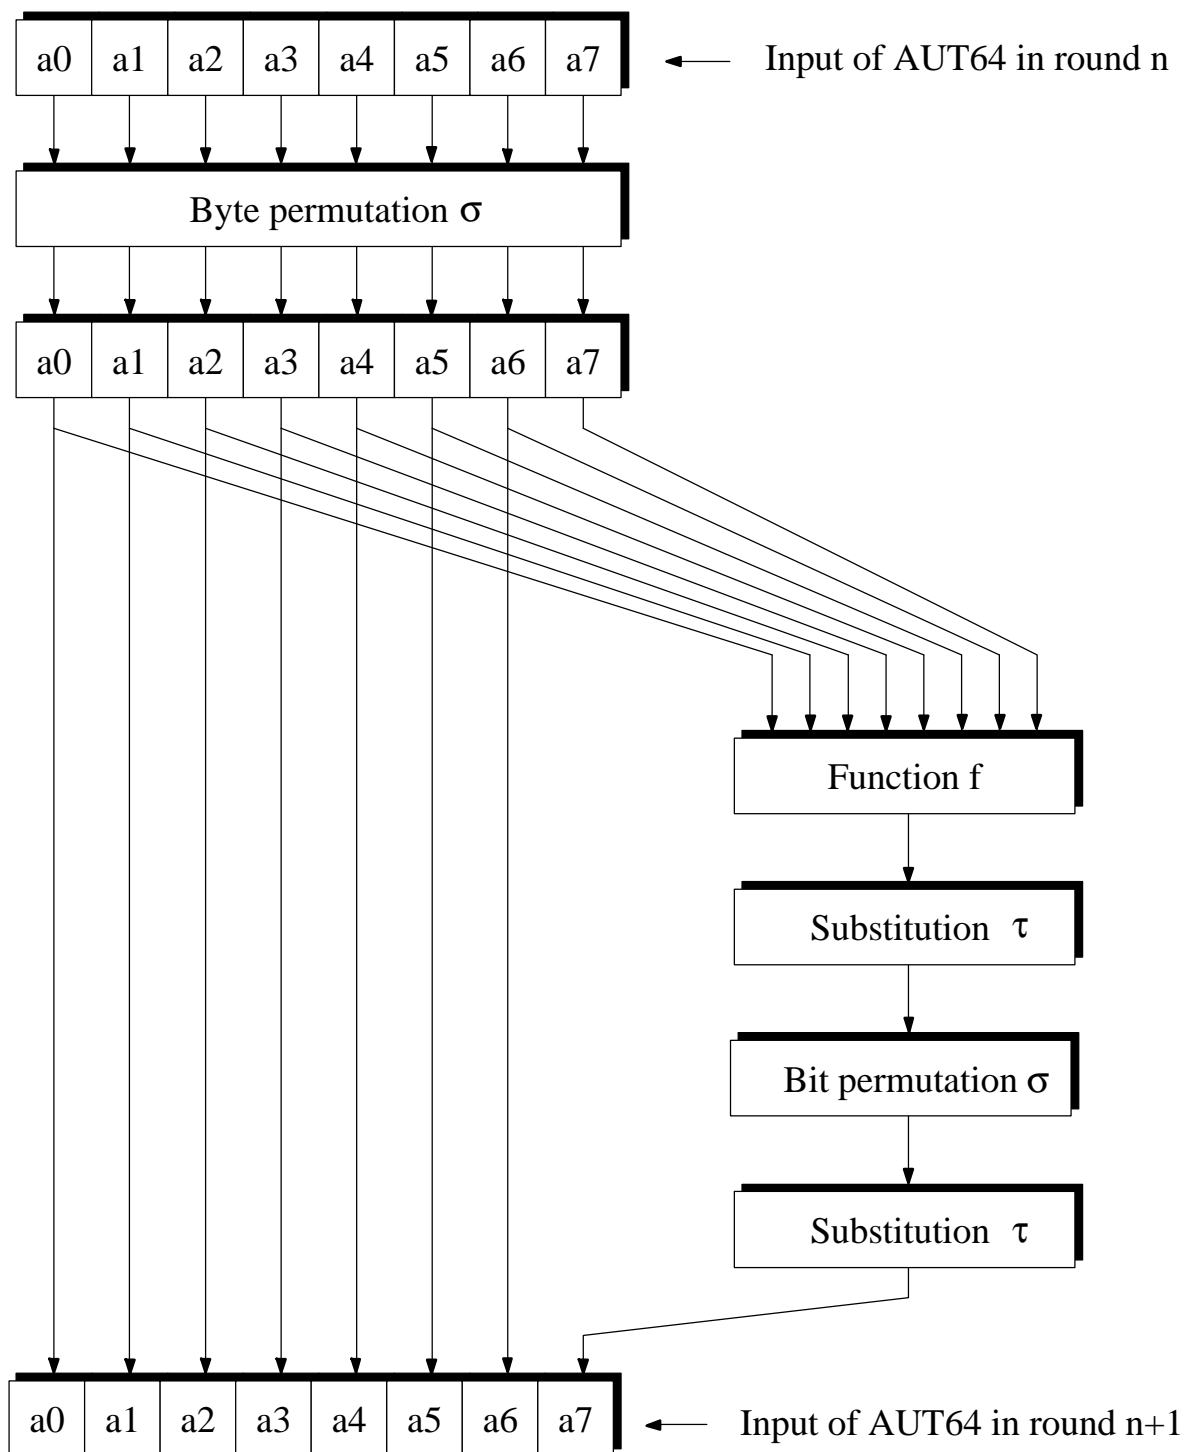 a0 a1 a2 a3 a4 a5 a6 a7 Input of AUT64 in round n
Byte permutation σ
a0 a1 a2 a3 a4 a5 a6 a7
Function f
Substitution τ
Bit permutation σ
Substitution τ
a0 a1 a2 a3 a4 a5 a6 a7 Input of AUT64 in round n+1